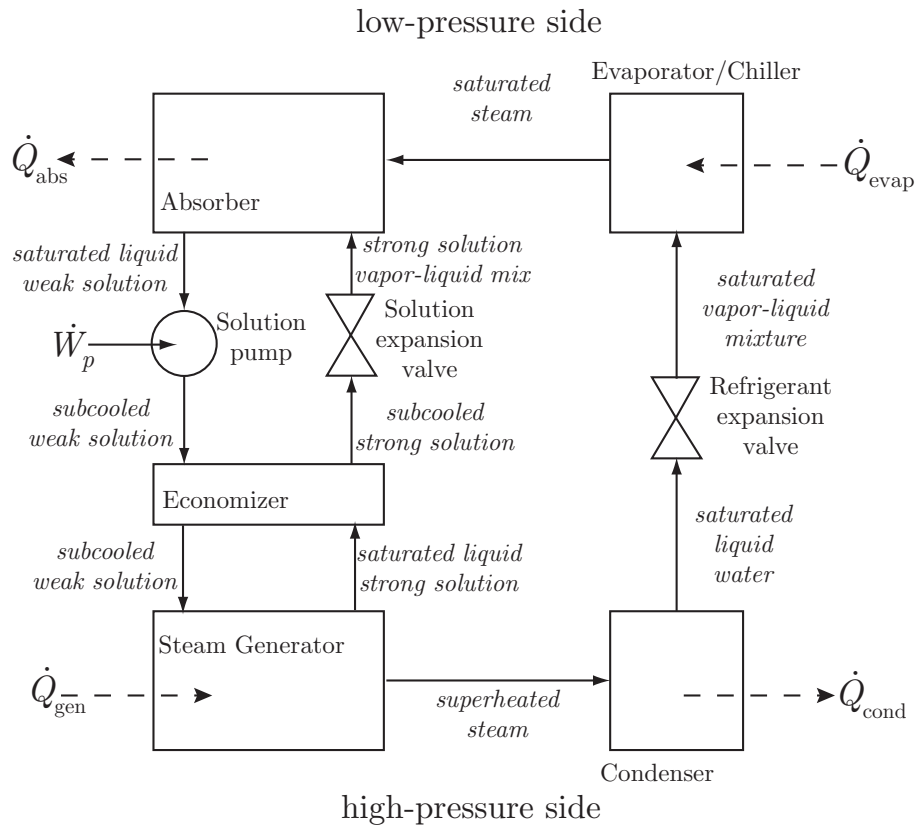 low-pressure side
Evaporator/Chiller
saturated
steam
Q̇abs
Q̇evap
Absorber
saturated liquid
weak solution
strong solution
vapor-liquid mix
saturated
vapor-liquid
mixture
Solution
pump
Solution
expansion
valve
Ẇp
Refrigerant
expansion
valve
subcooled
weak solution
subcooled
strong solution
Economizer
saturated
liquid
water
subcooled
weak solution
saturated liquid
strong solution
Steam Generator
Q̇gen
superheated
steam
Q̇cond
Condenser
high-pressure side